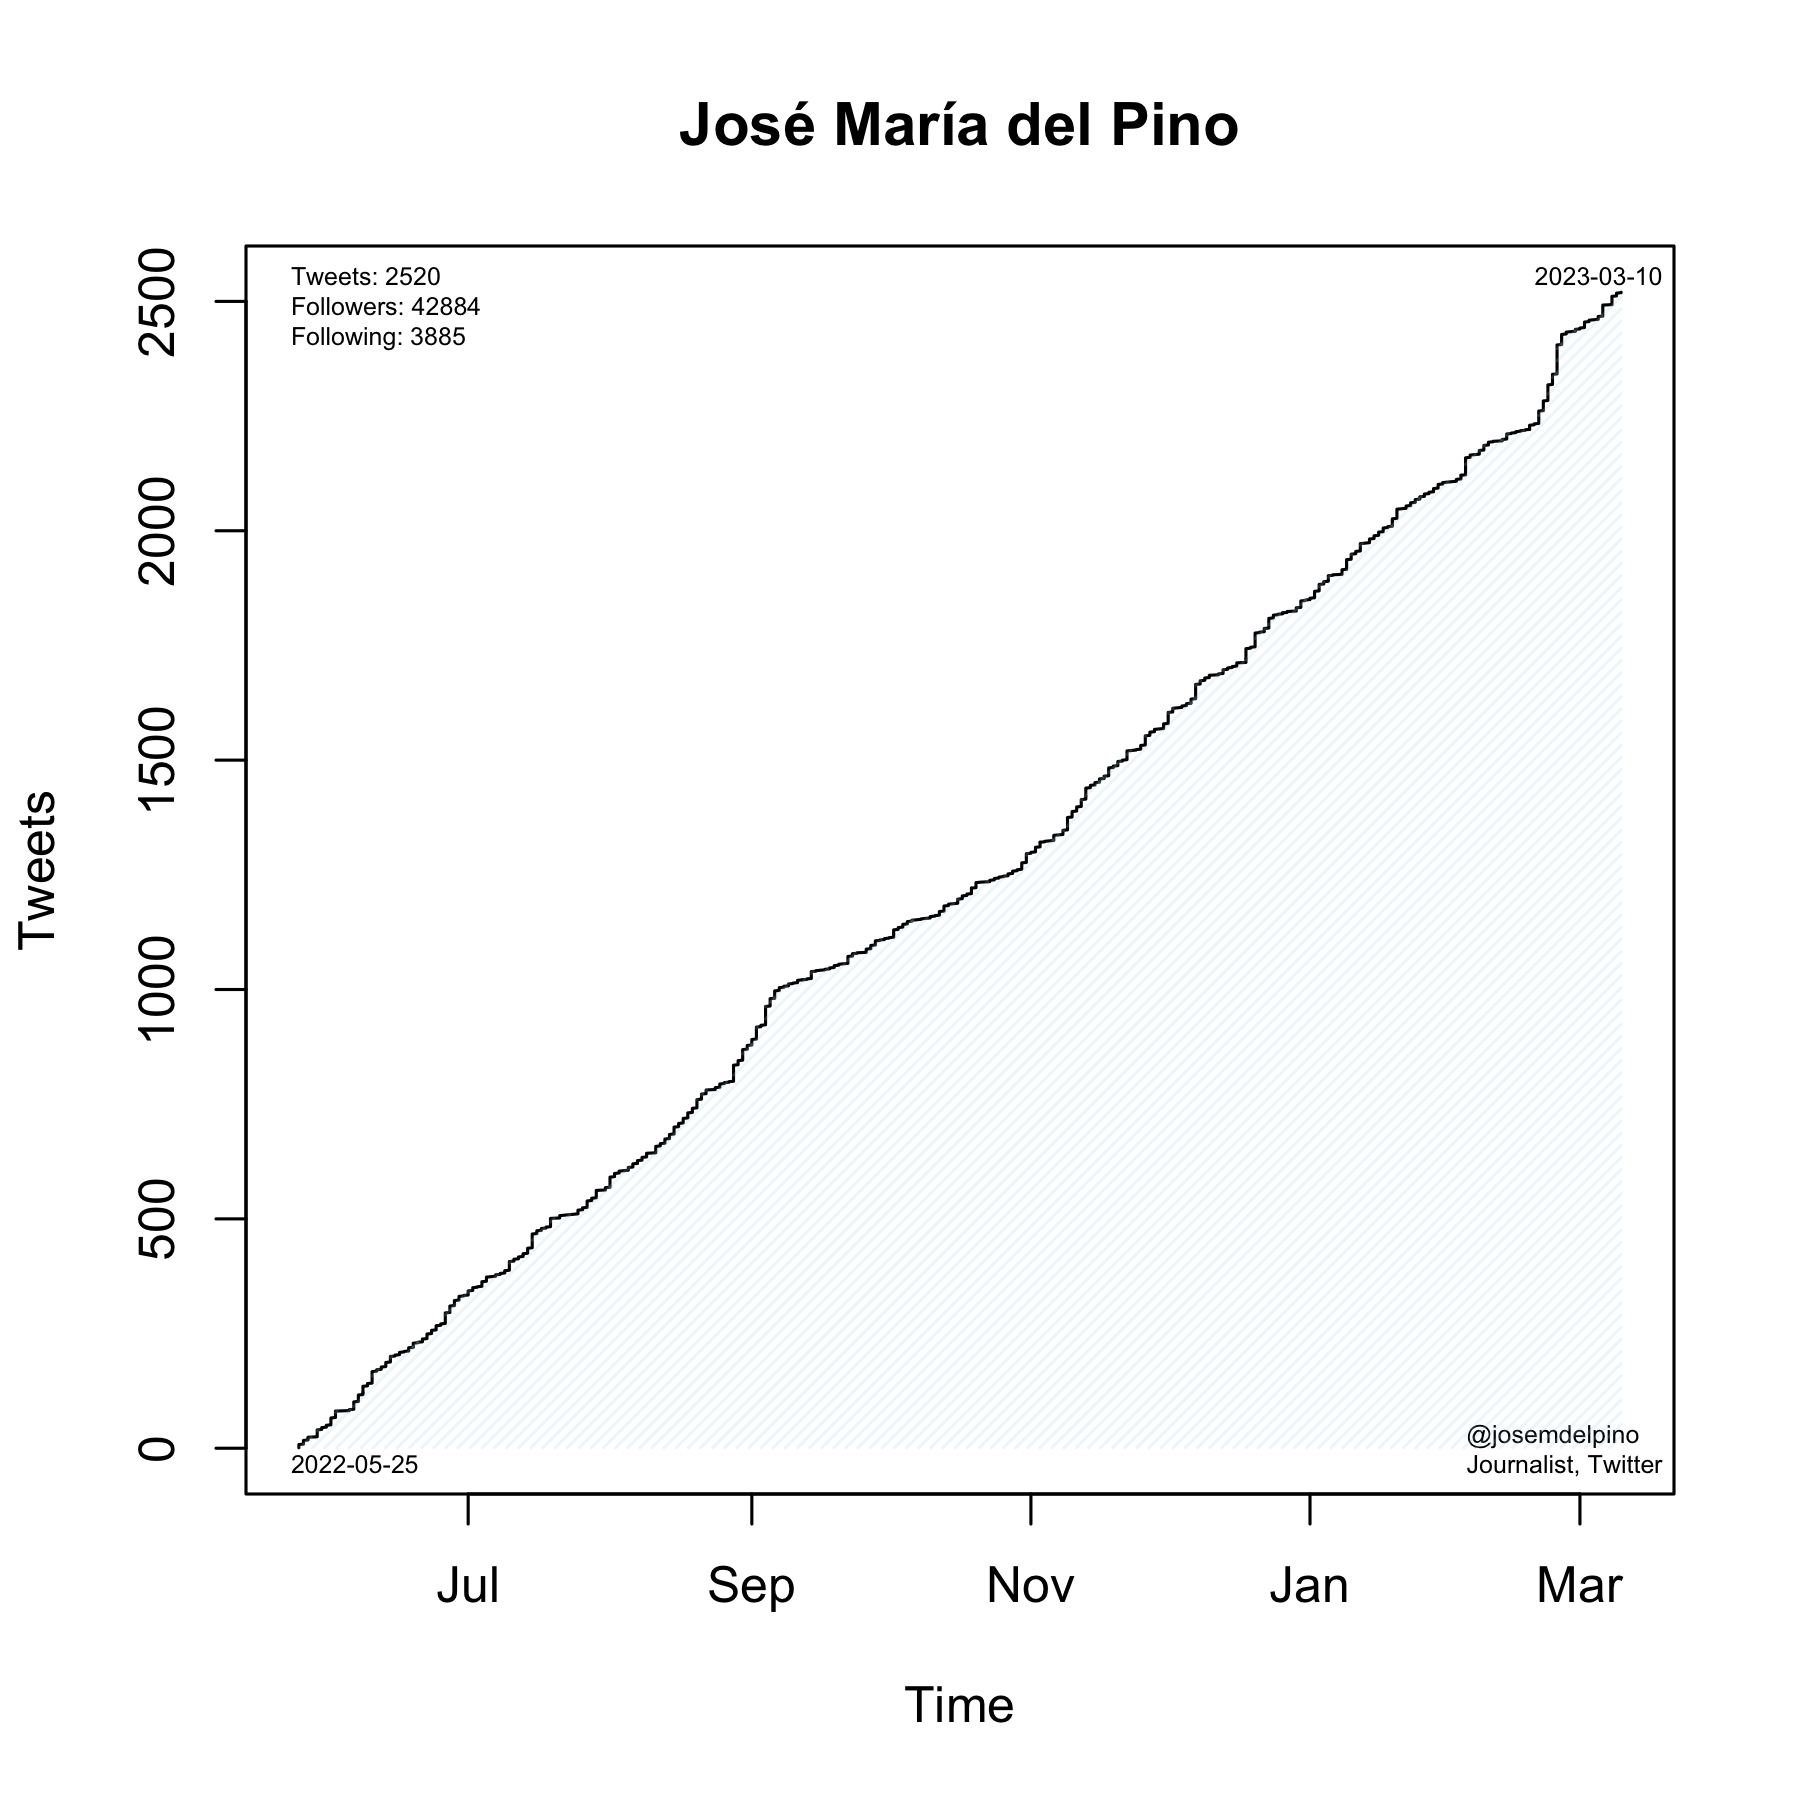 José María del Pino
Tweets: 2520
Followers: 42884
Following: 3885
2023-03-10
2500
2000
1500
1000
500
0
Tweets
@josemdelpino
Journalist, Twitter
2022-05-25
Jul Sep Nov Jan Mar
Time